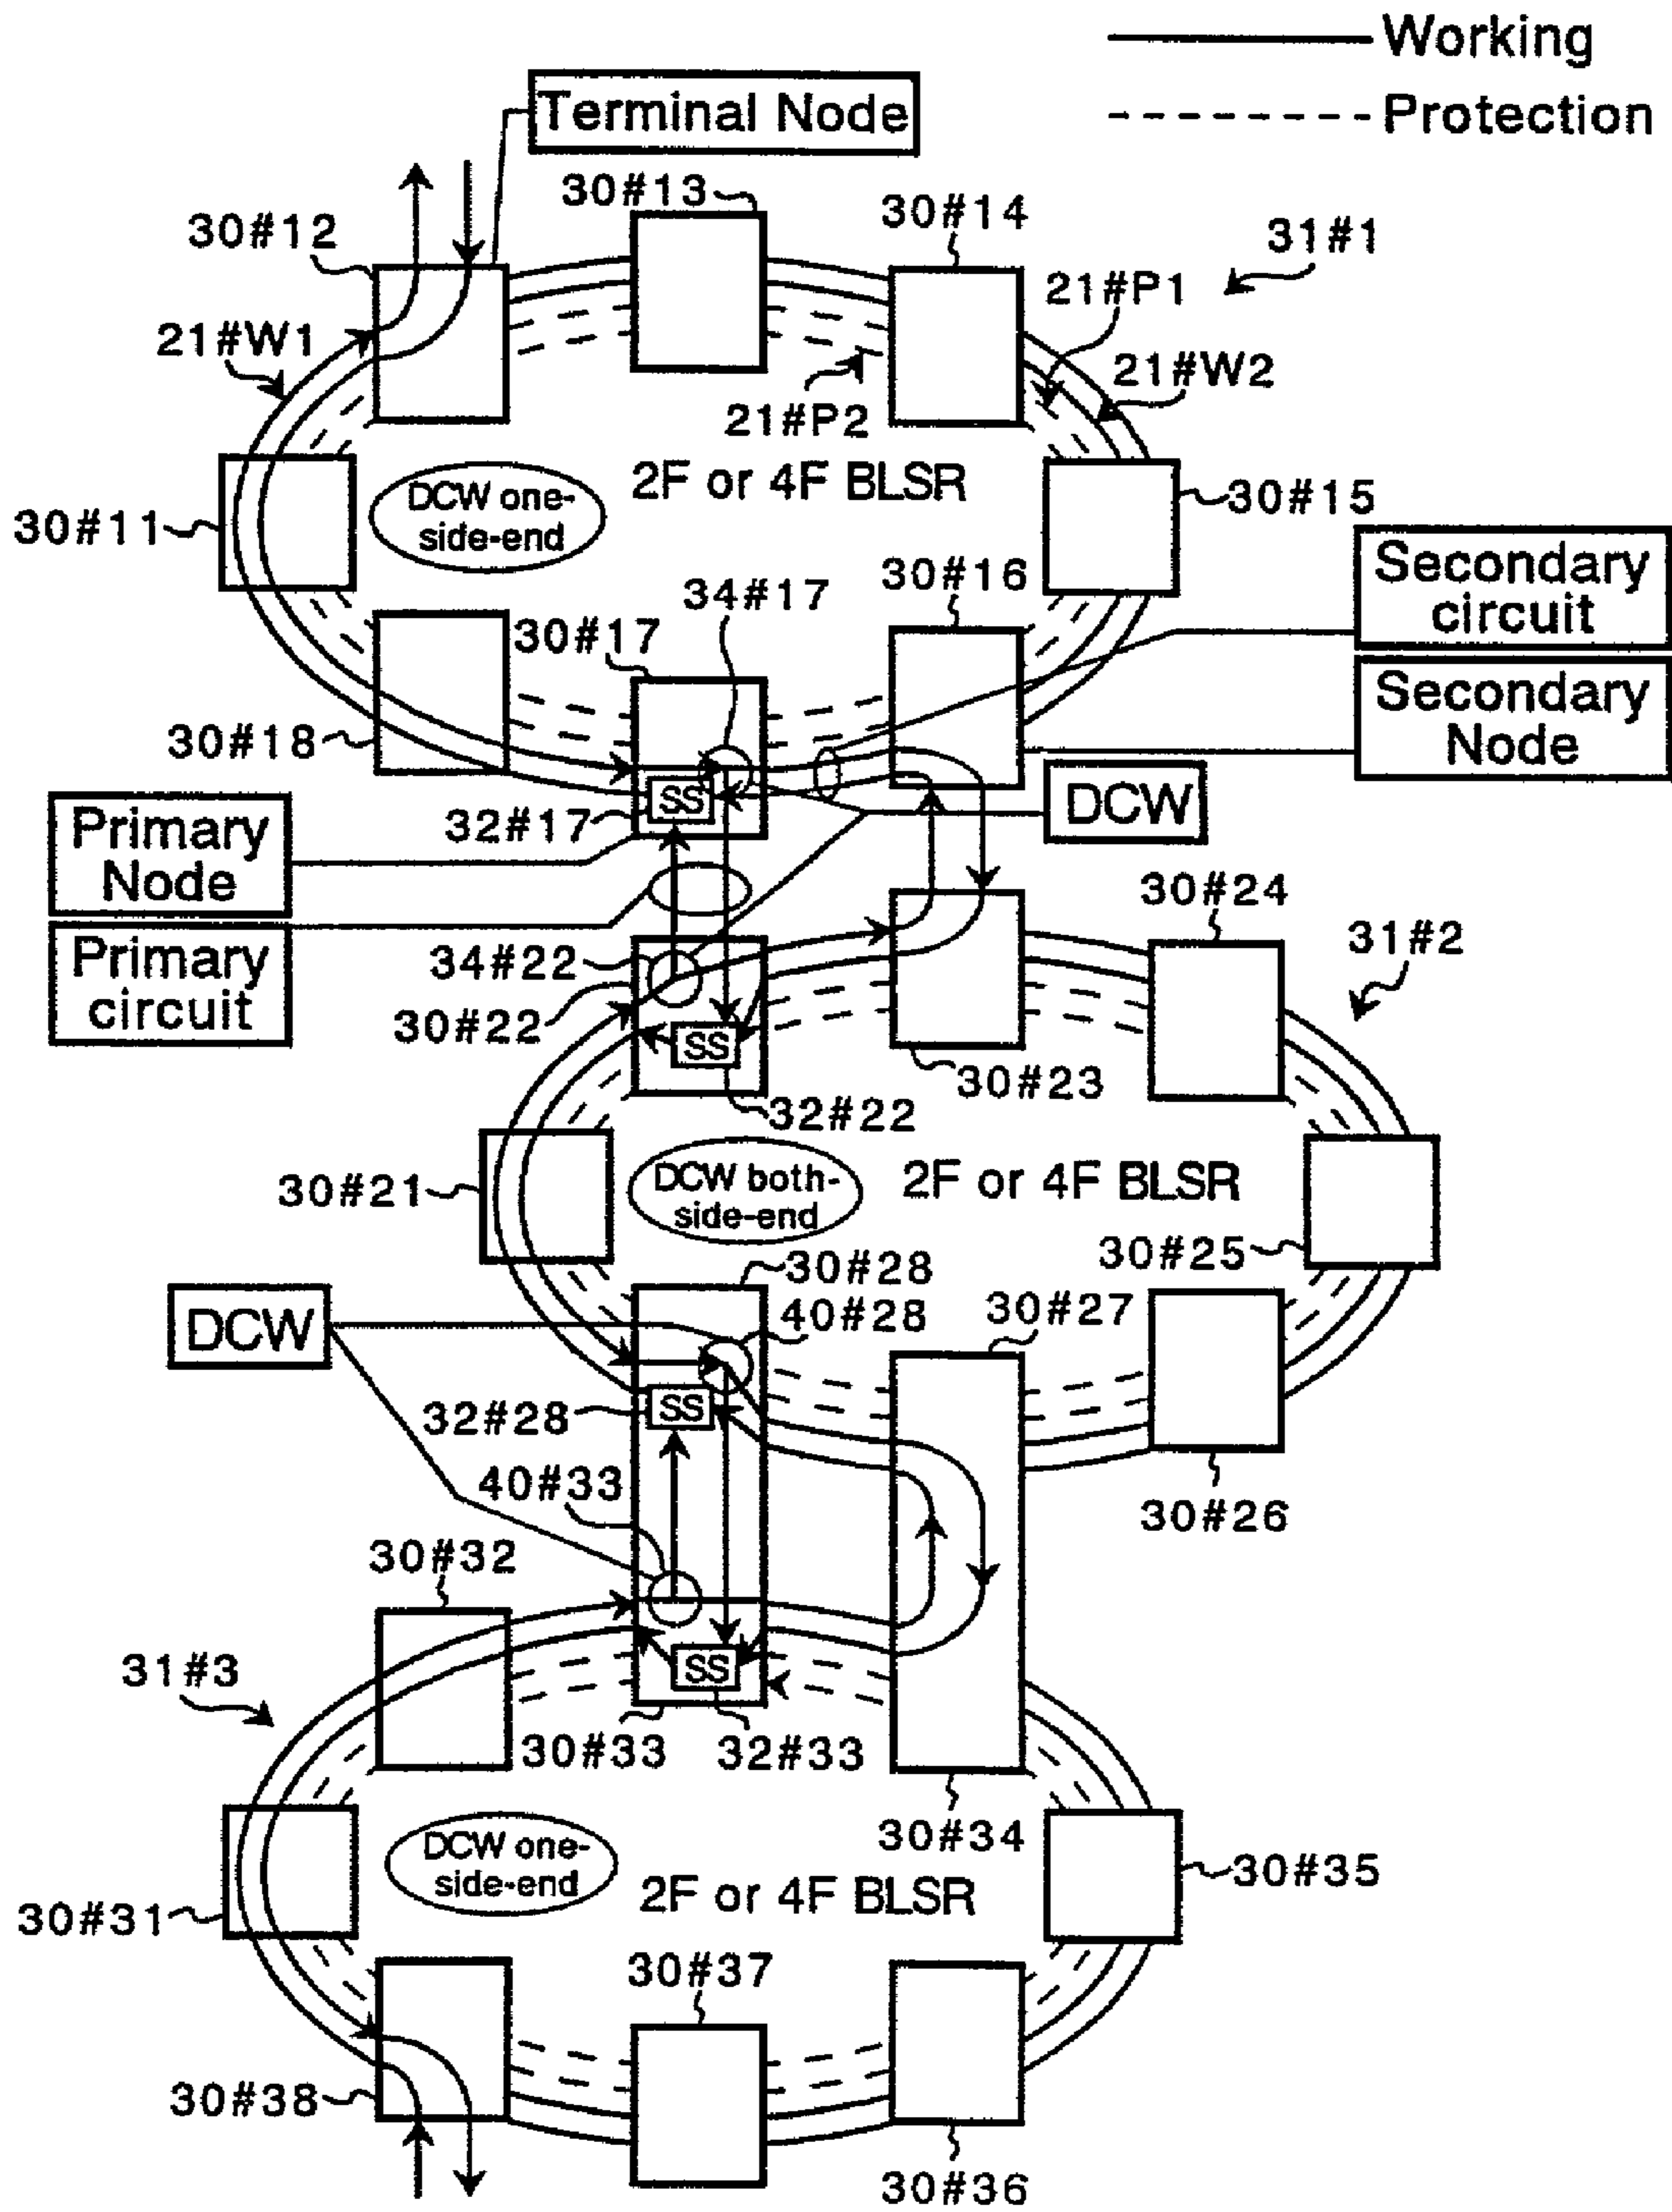 Working
Terminal Node
Protection
30#13
30#14
30#12
31#1
21#P1
21#W1
21#W2
21#P2
DCW one-
side-end
2F or 4F BLSR
30#11
30#15
Secondary
circuit
30#16
34#17
30#17
Secondary
Node
30#18
SS
32#17
DCW
Primary
Node
30#24
Primary
circuit
34#22
31#2
30#22
SS
30#23
32#22
DCW both-
side-end
2F or 4F BLSR
30#21
30#25
30#28
40#28
30#27
DCW
SS
32#28
40#33
30#26
30#32
31#3
SS
30#33
32#33
30#34
DCW one-
side-end
2F or 4F BLSR
30#35
30#31
30#37
30#38
30#36